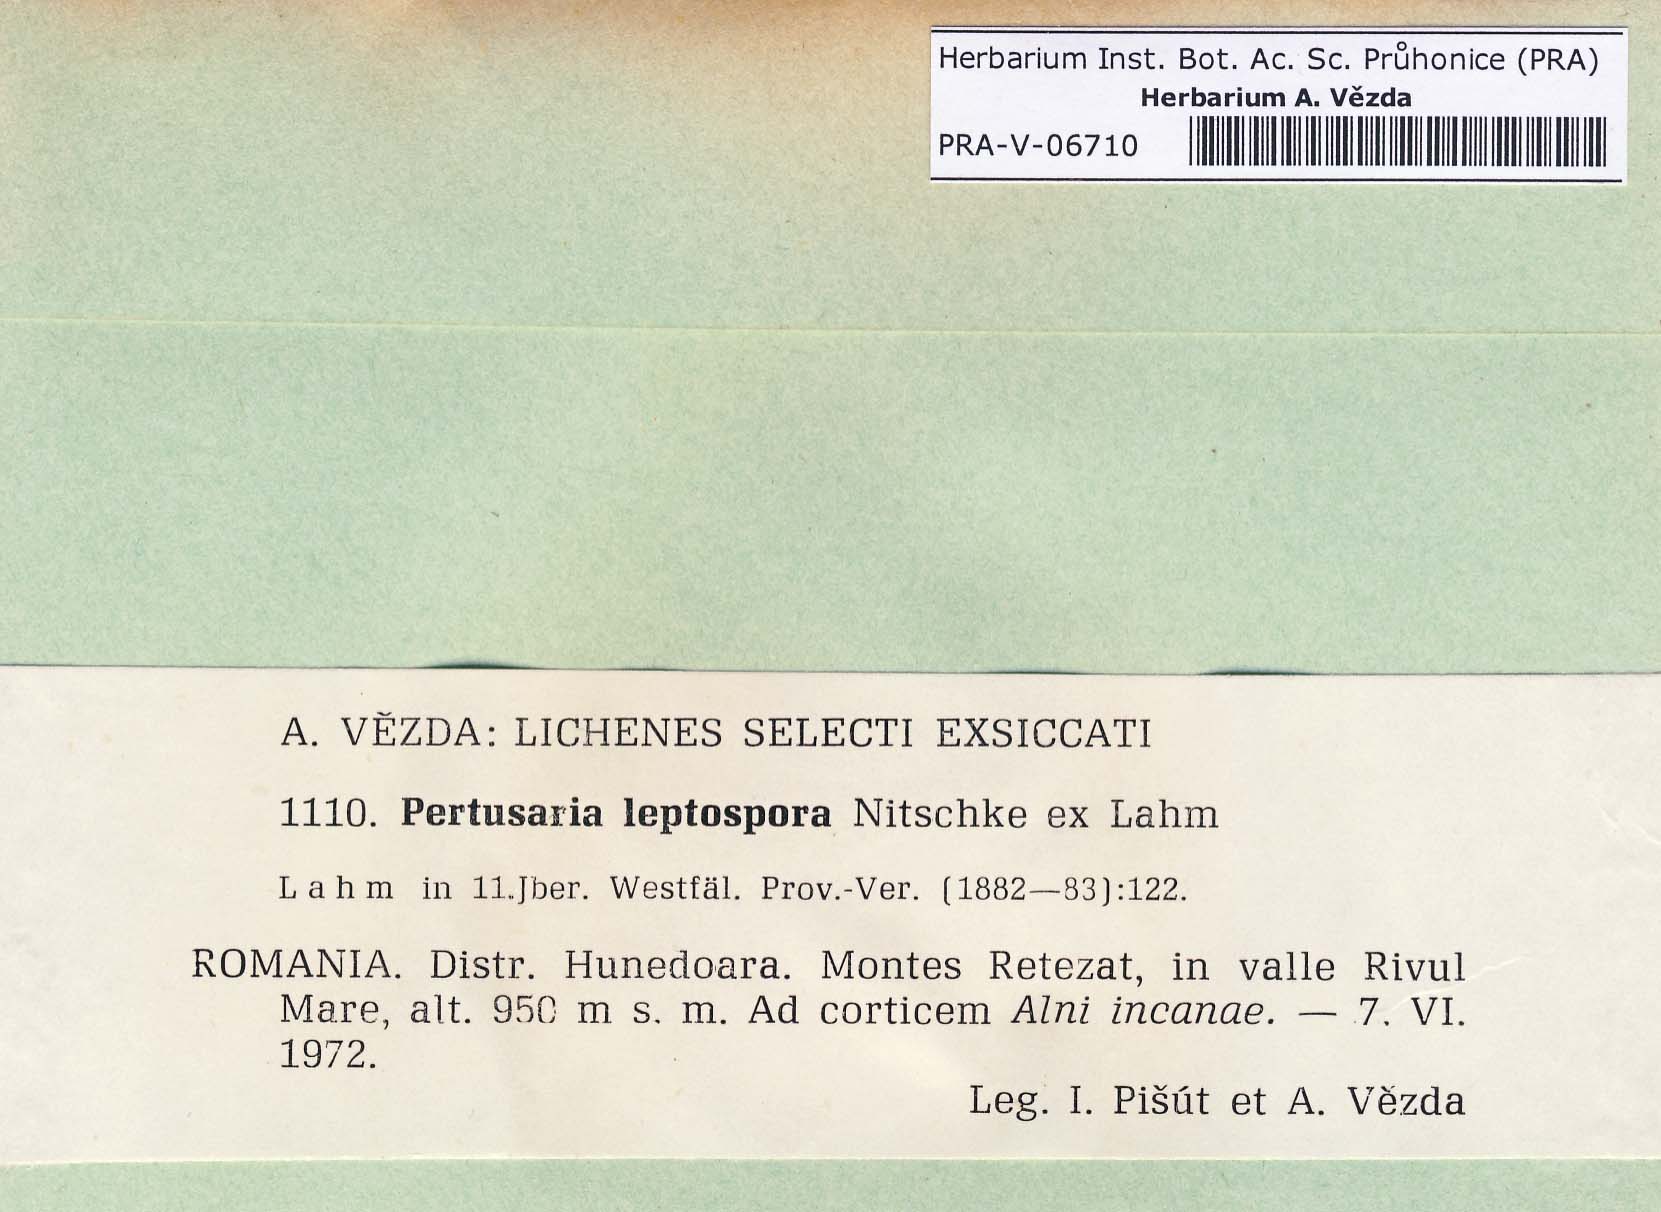 Herbarium Inst. Bot. Ac. Sc. Průhonice (PRA)
Herbarium A. Vězda
PRA-V-06710
A. VĚZDA: LICHENES SELECTI EXSICCATI
1110. Pertusaria leptospora Nitschke ex Lahm
Lahm in 11.Jber. Westfäl. Prov.-Ver. (1882—83):122.
ROMANIA. Distr. Hunedoara. Montes Retezat, in valle Rivul
Mare, alt. 950 m s. m. Ad corticem Alni incanae. — 7. VI.
1972.
Leg. I. Pišút et A. Vězda